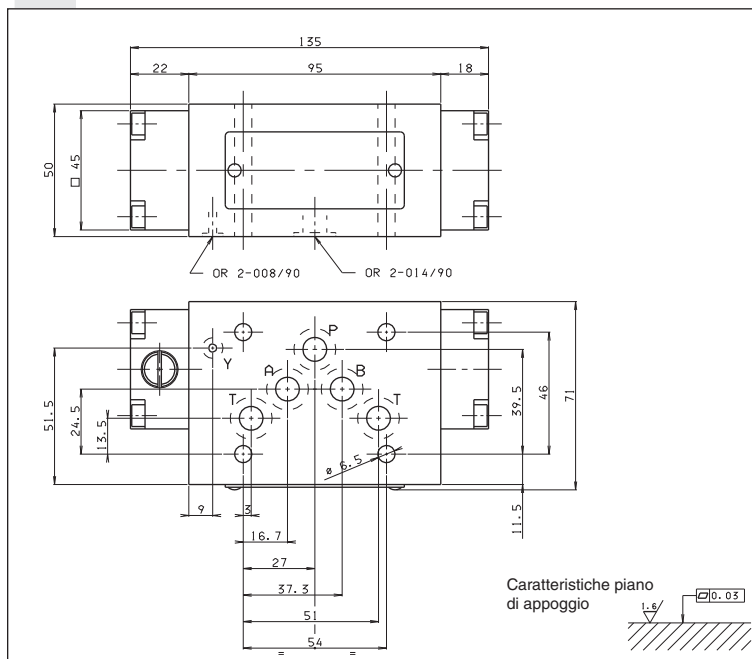 135
22 95 18
50
□ 45
OR 2-008/90 OR 2-014/90
P
Y
A B
T T
51.5
24.5
13.5
ø 6.5
39.5
46
71
11.5
9 3
16.7
27
37.3
51
54
= =
Caratteristiche piano
di appoggio
1.6
⏥ 0.03